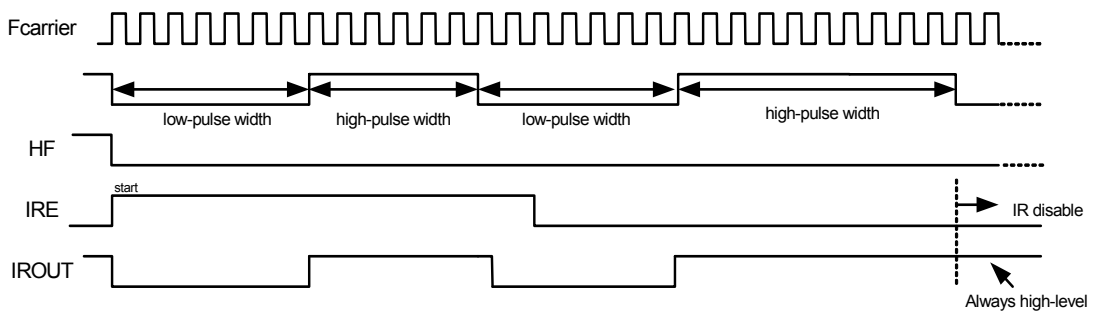 Fcarrier
low-pulse width
high-pulse width
low-pulse width
high-pulse width
HF
start
IRE
IR disable
IROUT
Always high-level